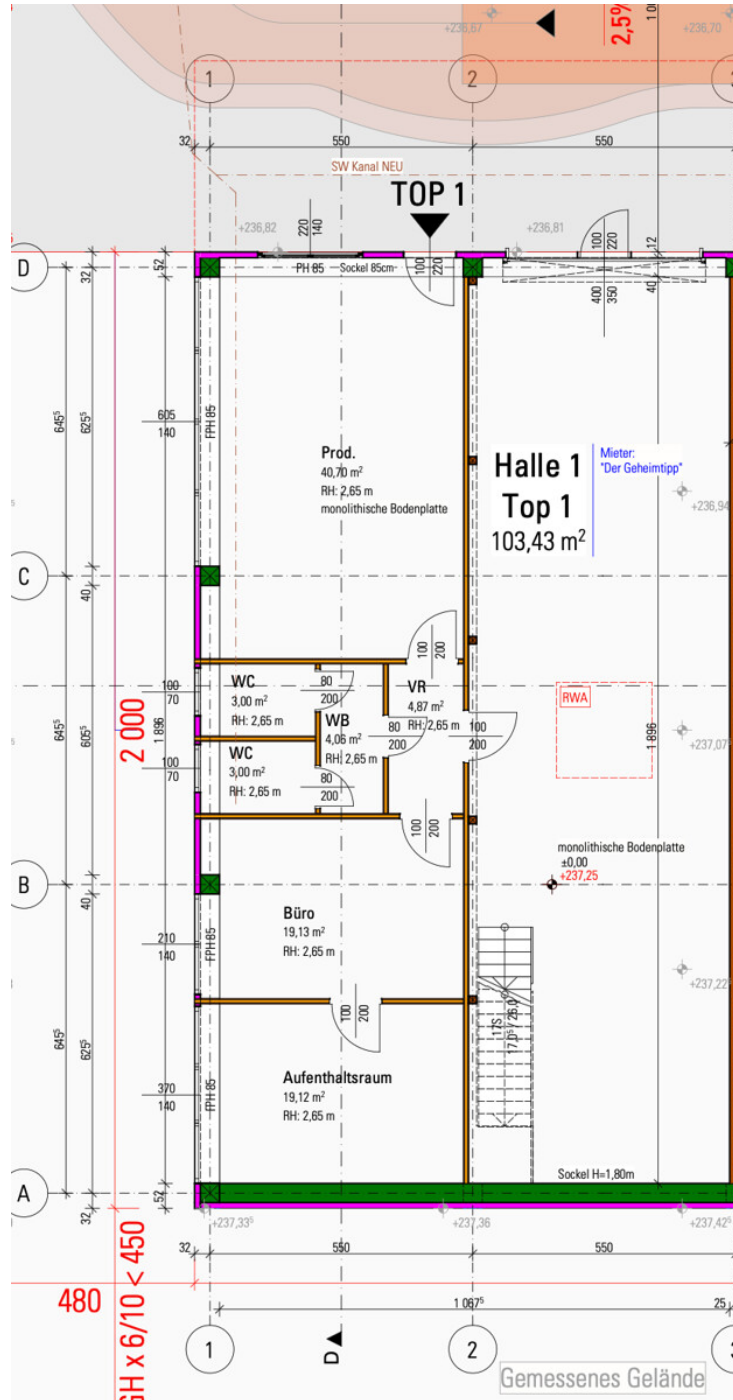 +236,67
2,5%
+236,70
1
2
3
32
550
550
SW Kanal NEU
TOP 1
+236,82
220
140
+236,81
100
220
12
D
32
52
PH 85
Sockel 85cm
100
220
400
350
40
645⁵
625⁵
605
140
FPH 85
Prod.
40,70 m²
RH: 2,65 m
monolithische Bodenplatte
Halle 1
Top 1
103,43 m²
Mieter:
"Der Geheimtipp"
+236,94
C
40
100
200
2 000
1 896
645⁵
605⁵
100
70
WC
3,00 m²
RH: 2,65 m
80
200
WB
4,06 m²
RH: 2,65 m
VR
4,87 m²
RH: 2,65 m
80
200
100
200
RWA
1 896
+237,07
100
70
WC
3,00 m²
RH: 2,65 m
80
200
100
200
monolithische Bodenplatte
±0,00
+237,25
B
40
210
140
FPH 85
Büro
19,13 m²
RH: 2,65 m
+237,22
645⁵
625⁵
100
200
17S
17,0⁵ / 26,0
370
140
FPH 85
Aufenthaltsraum
19,12 m²
RH: 2,65 m
A
32
52
Sockel H=1,80m
+237,33⁵
+237,36
+237,42⁵
32
550
550
480
GH x 6/10 < 450
1 067⁵
25
1
D
2
3
Gemessenes Gelände